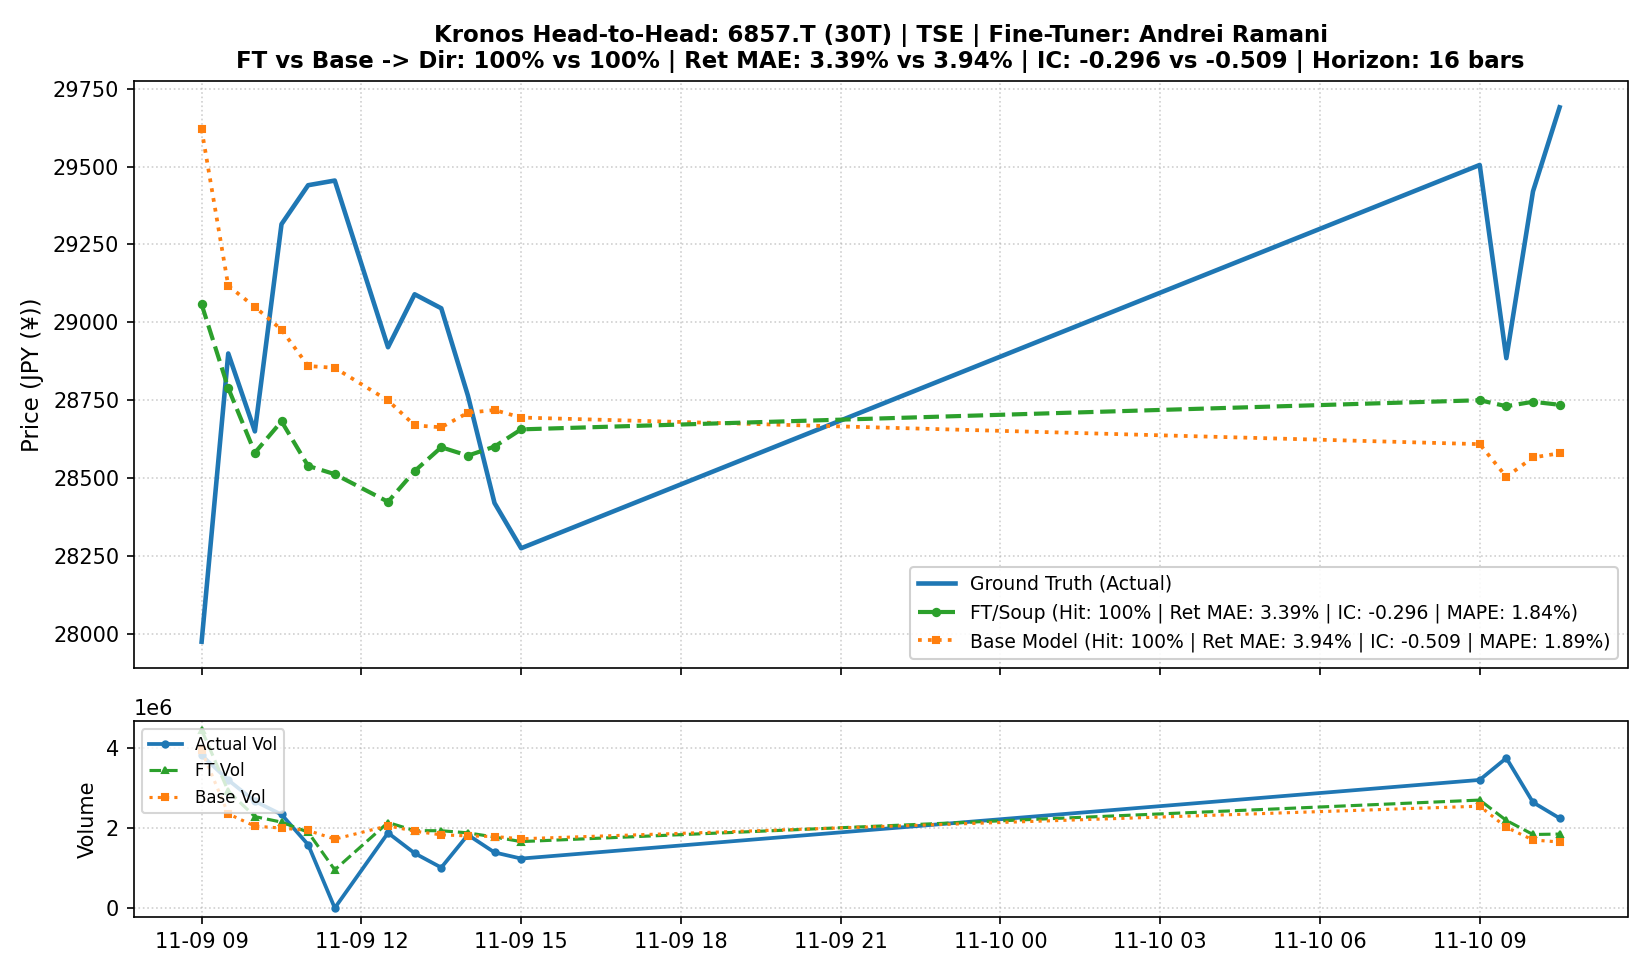 Kronos Head-to-Head: 6857.T (30T) | TSE | Fine-Tuner: Andrei Ramani
FT vs Base -> Dir: 100% vs 100% | Ret MAE: 3.39% vs 3.94% | IC: -0.296 vs -0.509 | Horizon: 16 bars
Price (JPY (¥))
29750
29500
29250
29000
28750
28500
28250
28000
Ground Truth (Actual)
FT/Soup (Hit: 100% | Ret MAE: 3.39% | IC: -0.296 | MAPE: 1.84%)
Base Model (Hit: 100% | Ret MAE: 3.94% | IC: -0.509 | MAPE: 1.89%)
1e6
Volume
4
2
0
Actual Vol
FT Vol
Base Vol
11-09 09
11-09 12
11-09 15
11-09 18
11-09 21
11-10 00
11-10 03
11-10 06
11-10 09